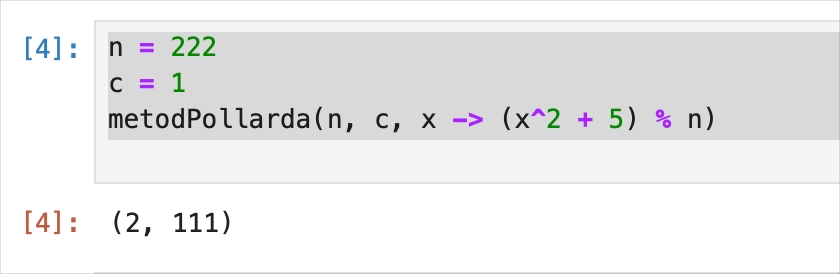 [4]: n = 222
c = 1
metodPollarda(n, c, x -> (x^2 + 5) % n)
[4]: (2, 111)